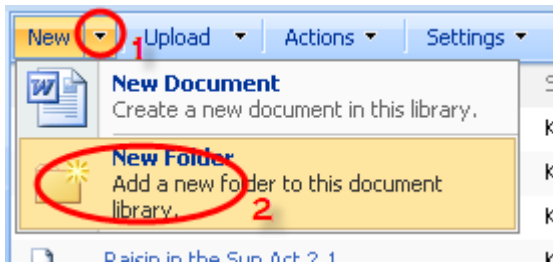 New Upload Actions Settings
1
New Document
Create a new document in this library.
New Folder
Add a new folder to this document
library. 2
Raisin in the Sun Act 2.1